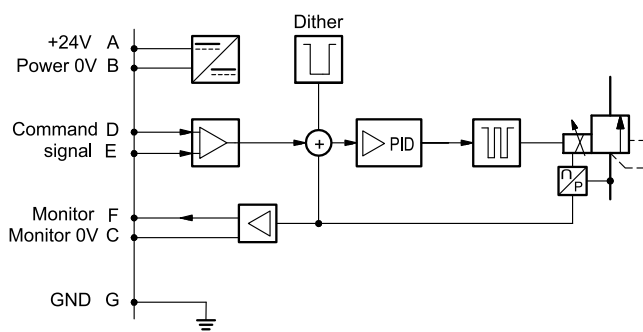 Dither
+24V A
Power 0V B
Command D
signal E
+
PID
Monitor F
Monitor 0V C
P
GND G